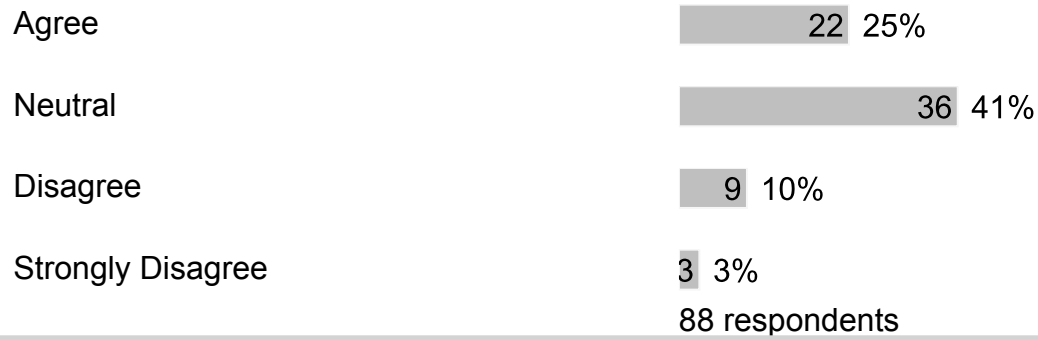 Agree 22 25%
Neutral 36 41%
Disagree 9 10%
Strongly Disagree 3 3%
88 respondents